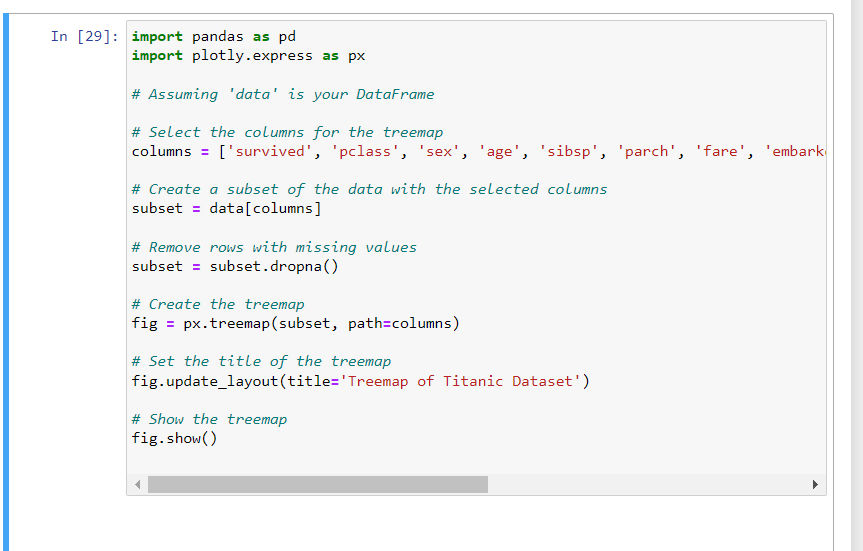 In [29]:
import pandas as pd
import plotly.express as px
# Assuming 'data' is your DataFrame
# Select the columns for the treemap
columns = ['survived', 'pclass', 'sex', 'age', 'sibsp', 'parch', 'fare', 'embark
# Create a subset of the data with the selected columns
subset = data[columns]
# Remove rows with missing values
subset = subset.dropna()
# Create the treemap
fig = px.treemap(subset, path=columns)
# Set the title of the treemap
fig.update_layout(title='Treemap of Titanic Dataset')
# Show the treemap
fig.show()